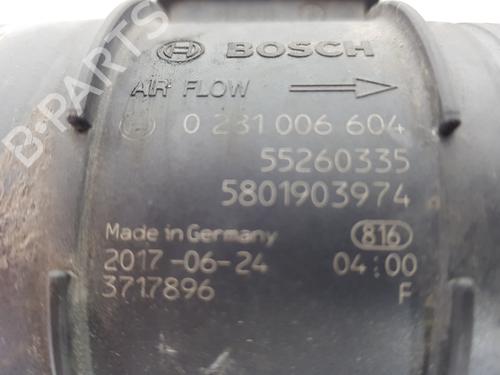 BOSCH
AIR FLOW
0 281 006 604
55260335
5801903974
Made in Germany 816
2017-06-24 04:00
3717896 F
B-PARTS